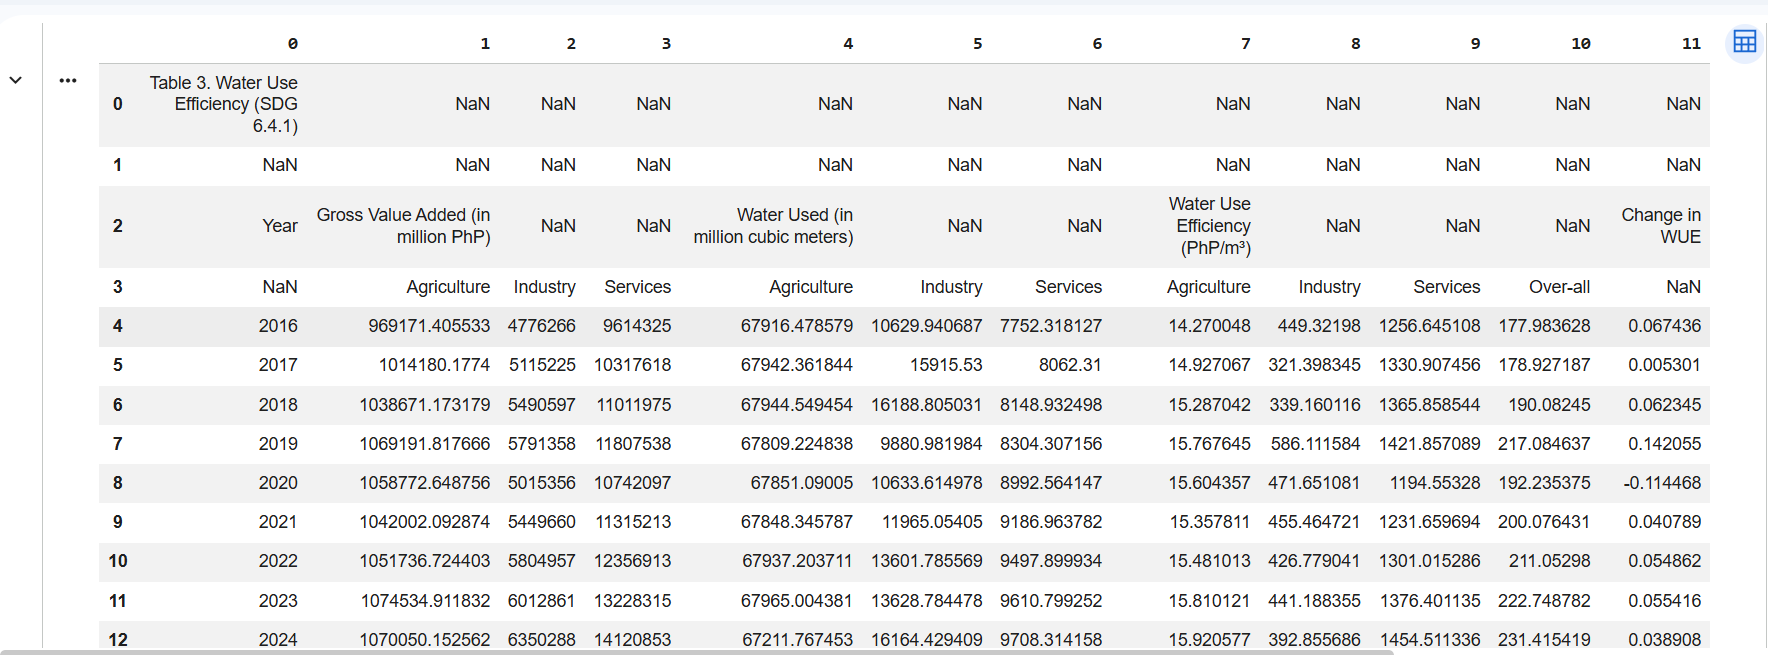 0 1 2 3 4 5 6 7 8 9 10 11
0 Table 3. Water Use Efficiency (SDG 6.4.1) NaN NaN NaN NaN NaN NaN NaN NaN NaN NaN NaN
1 NaN NaN NaN NaN NaN NaN NaN NaN NaN NaN NaN NaN
2 Year Gross Value Added (in million PhP) NaN NaN Water Used (in million cubic meters) NaN NaN Water Use Efficiency (PhP/m³) NaN NaN NaN Change in WUE
3 NaN Agriculture Industry Services Agriculture Industry Services Agriculture Industry Services Over-all NaN
4 2016 969171.405533 4776266 9614325 67916.478579 10629.940687 7752.318127 14.270048 449.32198 1256.645108 177.983628 0.067436
5 2017 1014180.1774 5115225 10317618 67942.361844 15915.53 8062.31 14.927067 321.398345 1330.907456 178.927187 0.005301
6 2018 1038671.173179 5490597 11011975 67944.549454 16188.805031 8148.932498 15.287042 339.160116 1365.858544 190.08245 0.062345
7 2019 1069191.817666 5791358 11807538 67809.224838 9880.981984 8304.307156 15.767645 586.111584 1421.857089 217.084637 0.142055
8 2020 1058772.648756 5015356 10742097 67851.09005 10633.614978 8992.564147 15.604357 471.651081 1194.55328 192.235375 -0.114468
9 2021 1042002.092874 5449660 11315213 67848.345787 11965.05405 9186.963782 15.357811 455.464721 1231.659694 200.076431 0.040789
10 2022 1051736.724403 5804957 12356913 67937.203711 13601.785569 9497.899934 15.481013 426.779041 1301.015286 211.05298 0.054862
11 2023 1074534.911832 6012861 13228315 67965.004381 13628.784478 9610.799252 15.810121 441.188355 1376.401135 222.748782 0.055416
12 2024 1070050.152562 6350288 14120853 67211.767453 16164.429409 9708.314158 15.920577 392.855686 1454.511336 231.415419 0.038908